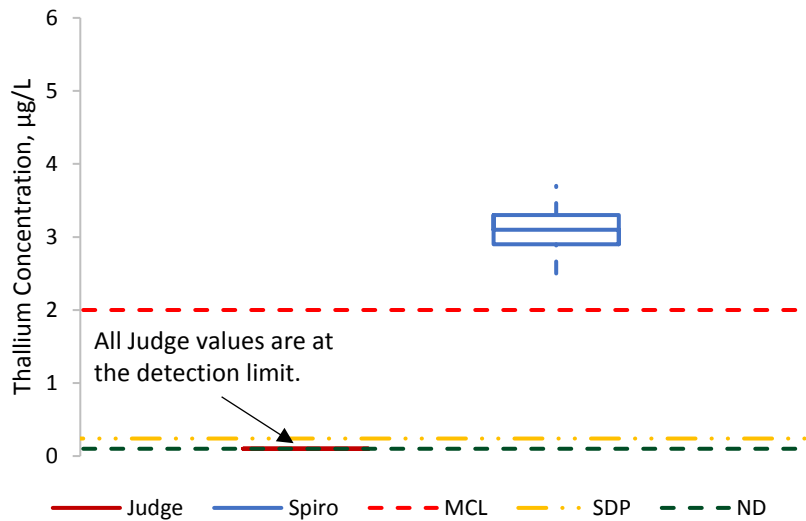 Thallium Concentration, µg/L
6
5
4
3
2
1
0
All Judge values are at
the detection limit.
Judge
Spiro
MCL
SDP
ND